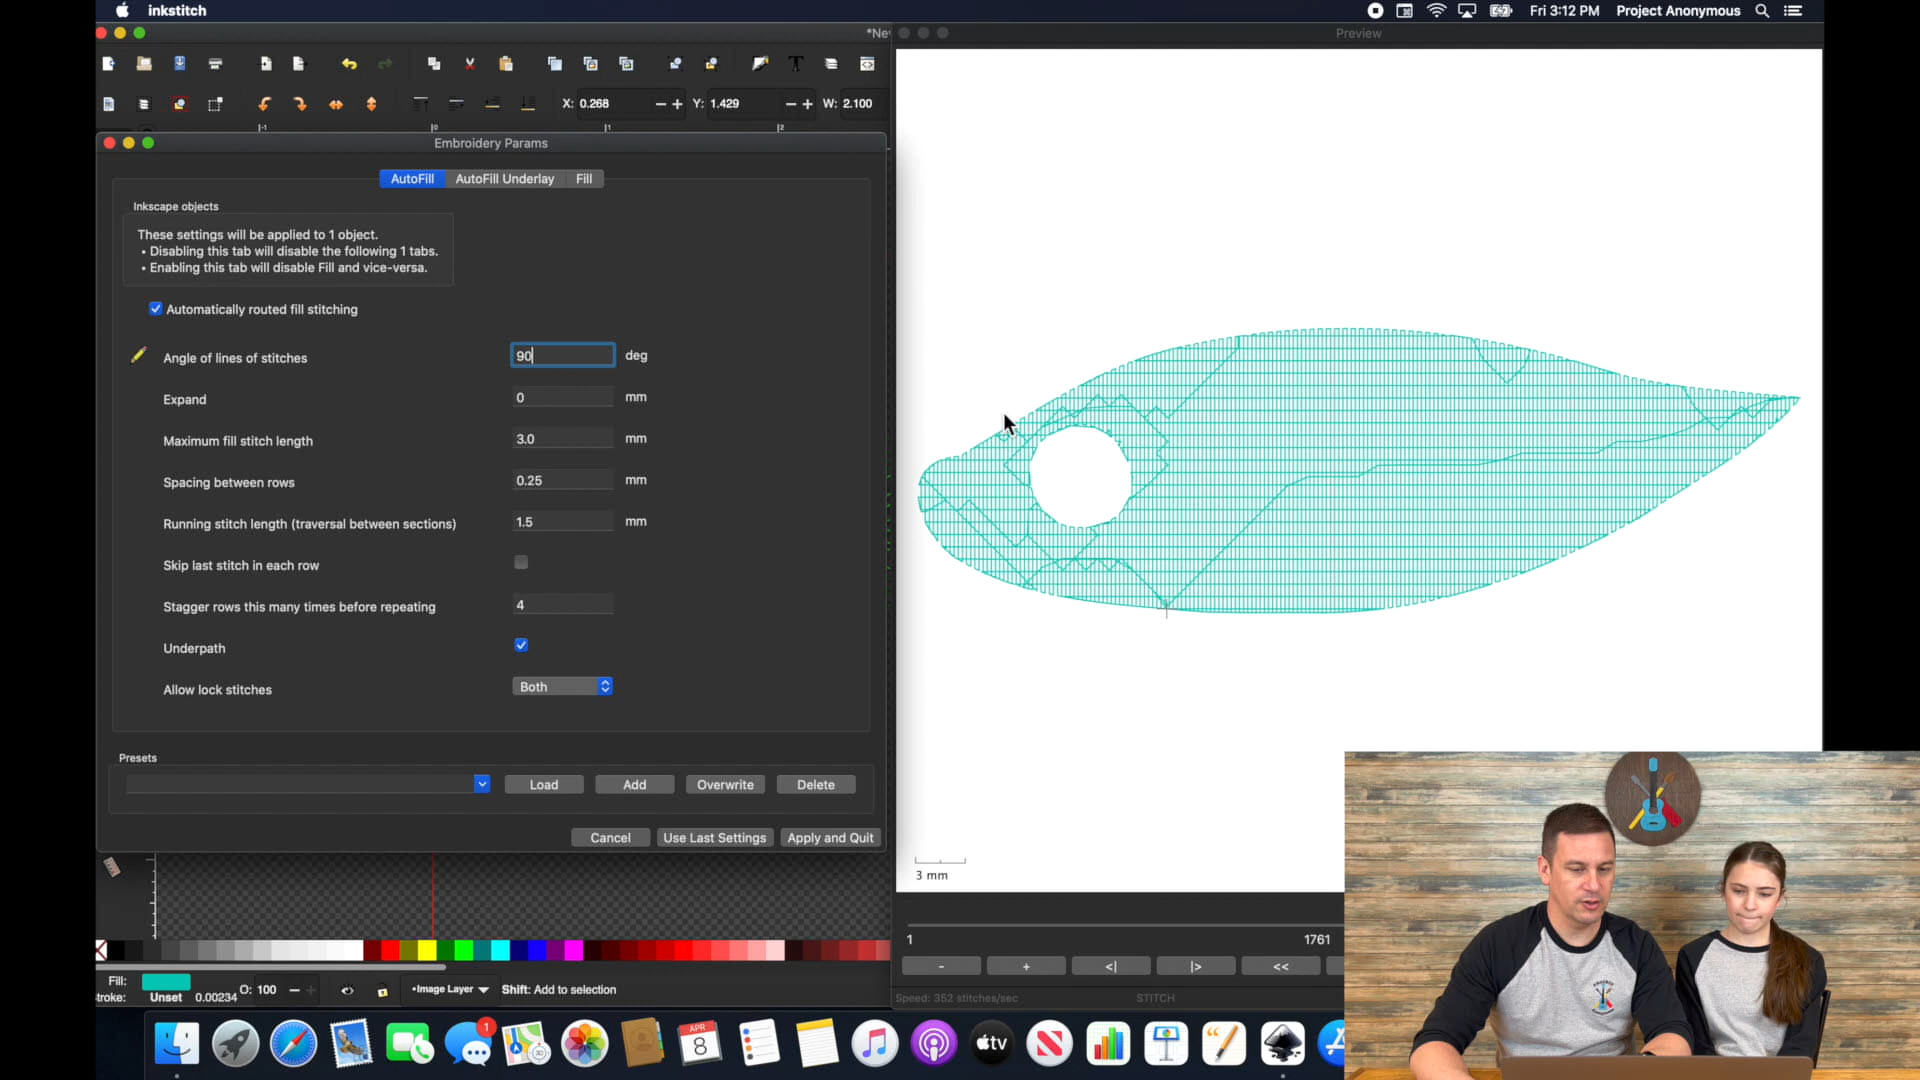 inkstitch
Fri 3:12 PM Project Anonymous
*Ne
Preview
X: 0.268 Y: 1.429 W: 2.100
Embroidery Params
AutoFill AutoFill Underlay Fill
Inkscape objects
These settings will be applied to 1 object.
• Disabling this tab will disable the following 1 tabs.
• Enabling this tab will disable Fill and vice-versa.
Automatically routed fill stitching
Angle of lines of stitches 90 deg
Expand 0 mm
Maximum fill stitch length 3.0 mm
Spacing between rows 0.25 mm
Running stitch length (traversal between sections) 1.5 mm
Skip last stitch in each row
Stagger rows this many times before repeating 4
Underpath
Allow lock stitches Both
Presets
Load Add Overwrite Delete
Cancel Use Last Settings Apply and Quit
3 mm
1 1761
- + <| |> <<
Speed: 352 stitches/sec STITCH
Fill:
troke: Unset 0.00234 O: 100 •Image Layer Shift: Add to selection
1
APR
8
tv